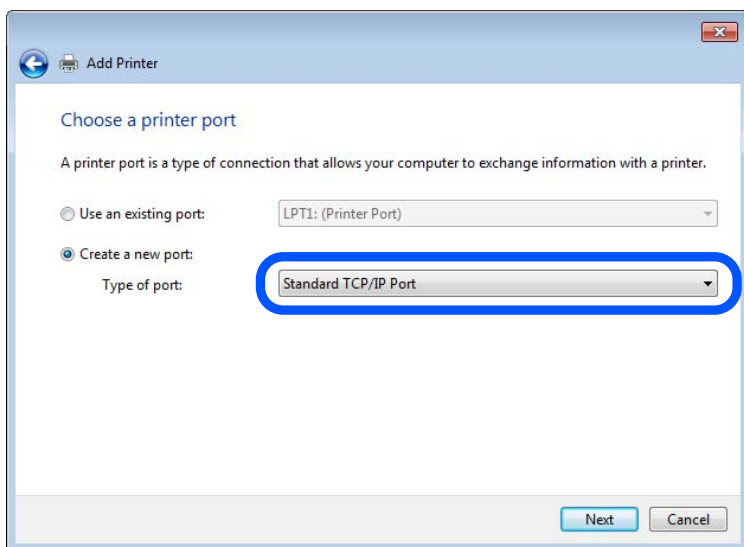 Add Printer
Choose a printer port
A printer port is a type of connection that allows your computer to exchange information with a printer.
Use an existing port:
LPT1: (Printer Port)
Create a new port:
Type of port:
Standard TCP/IP Port
Next
Cancel